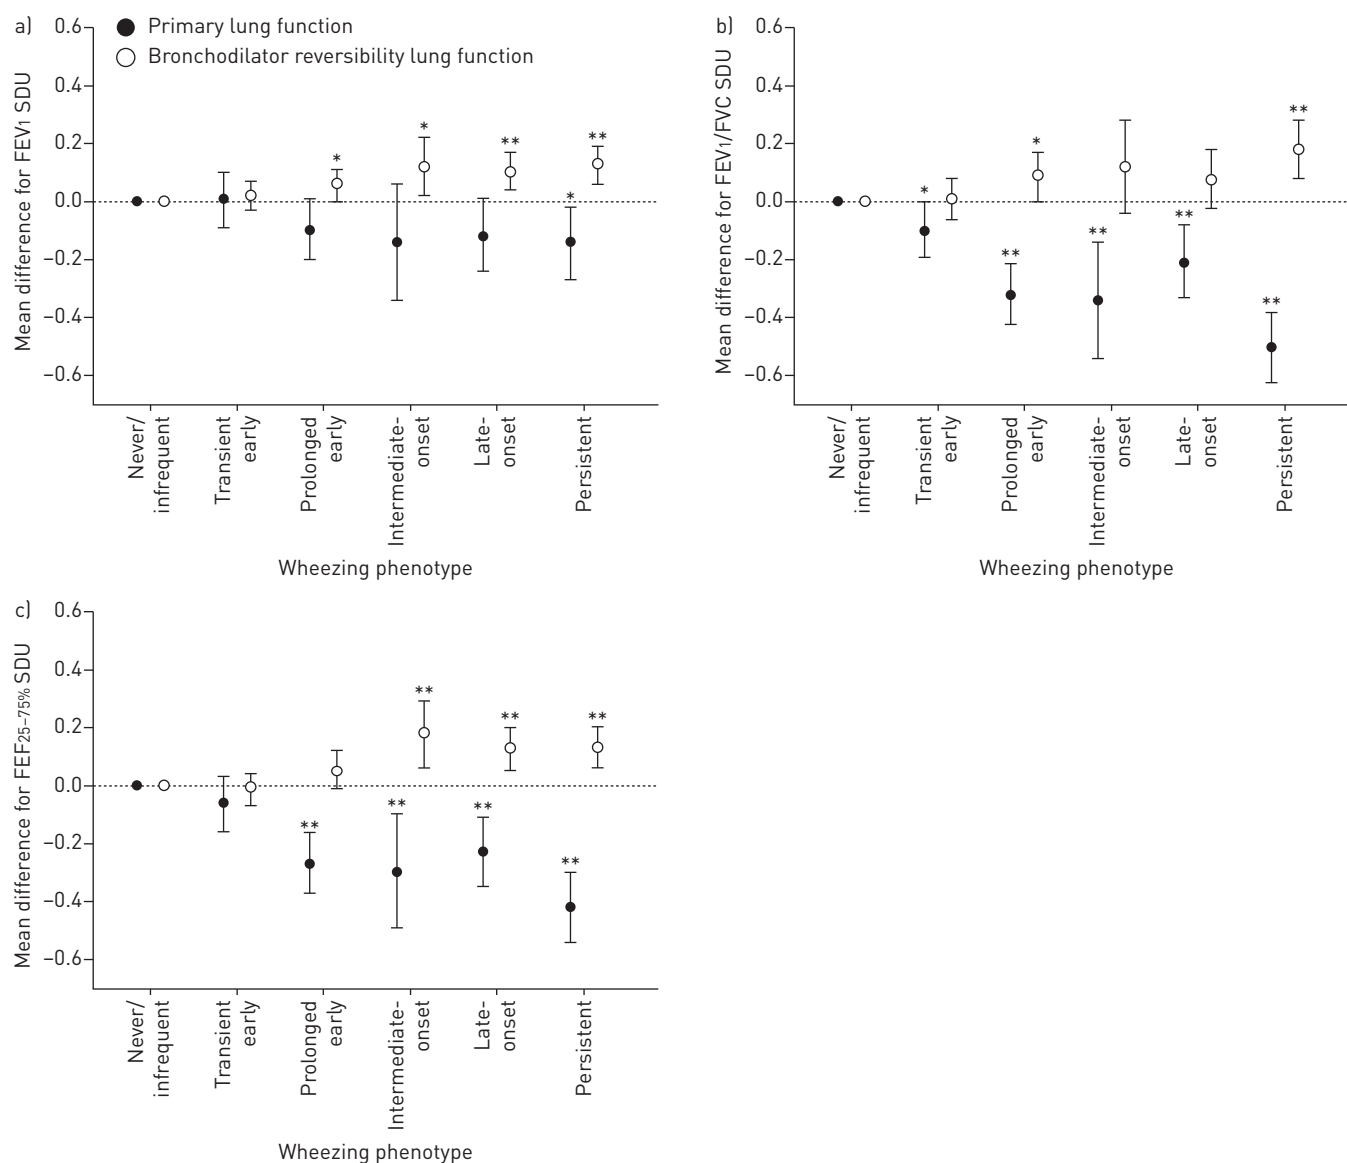 a)
Primary lung function
Bronchodilator reversibility lung function
Mean difference for FEV1 SDU
0.6
0.4
0.2
0.0
−0.2
−0.4
−0.6
*
*
**
**
*
Never/
infrequent
Transient
early
Prolonged
early
Intermediate-
onset
Late-
onset
Persistent
Wheezing phenotype
b)
Mean difference for FEV1/FVC SDU
0.6
0.4
0.2
0.0
−0.2
−0.4
−0.6
*
*
**
**
**
**
**
Never/
infrequent
Transient
early
Prolonged
early
Intermediate-
onset
Late-
onset
Persistent
Wheezing phenotype
c)
Mean difference for FEF25–75% SDU
0.6
0.4
0.2
0.0
−0.2
−0.4
−0.6
**
**
**
**
**
**
**
Never/
infrequent
Transient
early
Prolonged
early
Intermediate-
onset
Late-
onset
Persistent
Wheezing phenotype